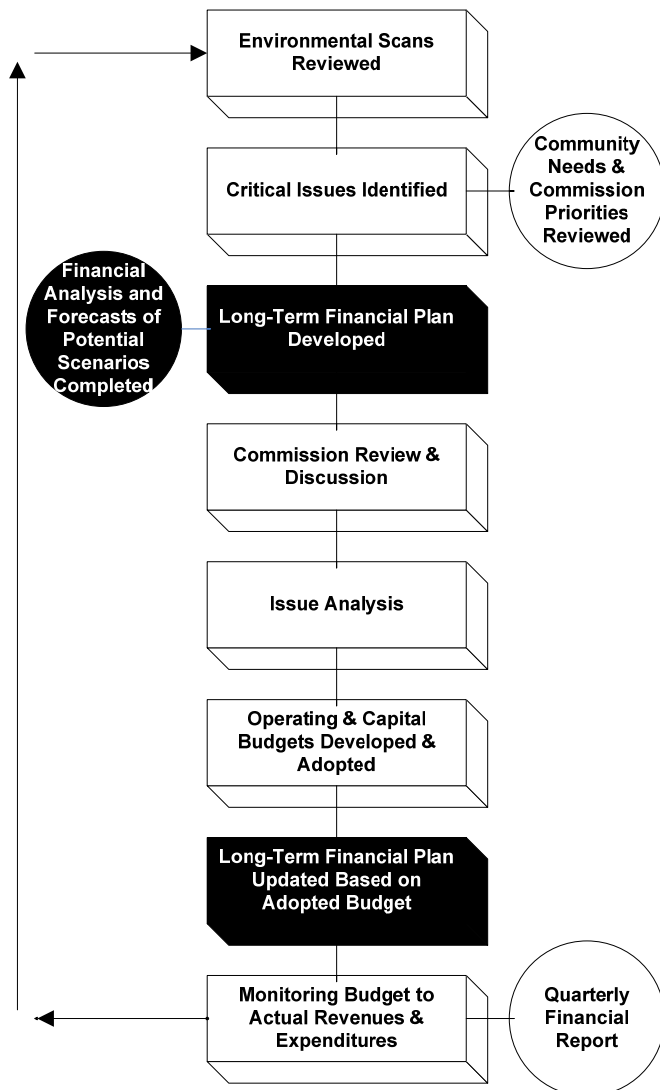 Environmental Scans
Reviewed
Critical Issues Identified
Community
Needs &
Commission
Priorities
Reviewed
Financial
Analysis and
Forecasts of
Potential
Scenarios
Completed
Long-Term Financial Plan
Developed
Commission Review &
Discussion
Issue Analysis
Operating & Capital
Budgets Developed &
Adopted
Long-Term Financial Plan
Updated Based on
Adopted Budget
Monitoring Budget to
Actual Revenues &
Expenditures
Quarterly
Financial
Report